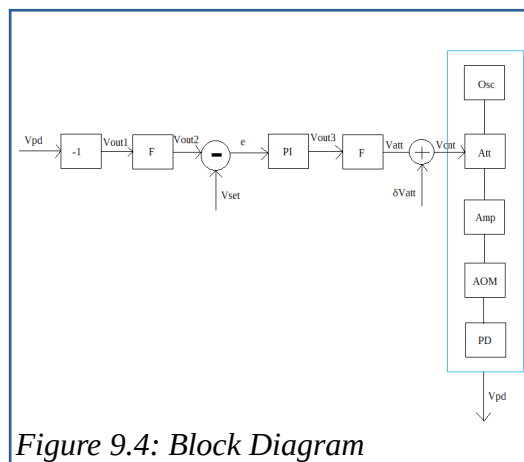 Osc
Vpd
Vout1
Vout2
e
Vout3
Vatt
Vcnt
-1
F
-
PI
F
+
Att
Vset
δVatt
Amp
AOM
PD
Vpd
Figure 9.4: Block Diagram